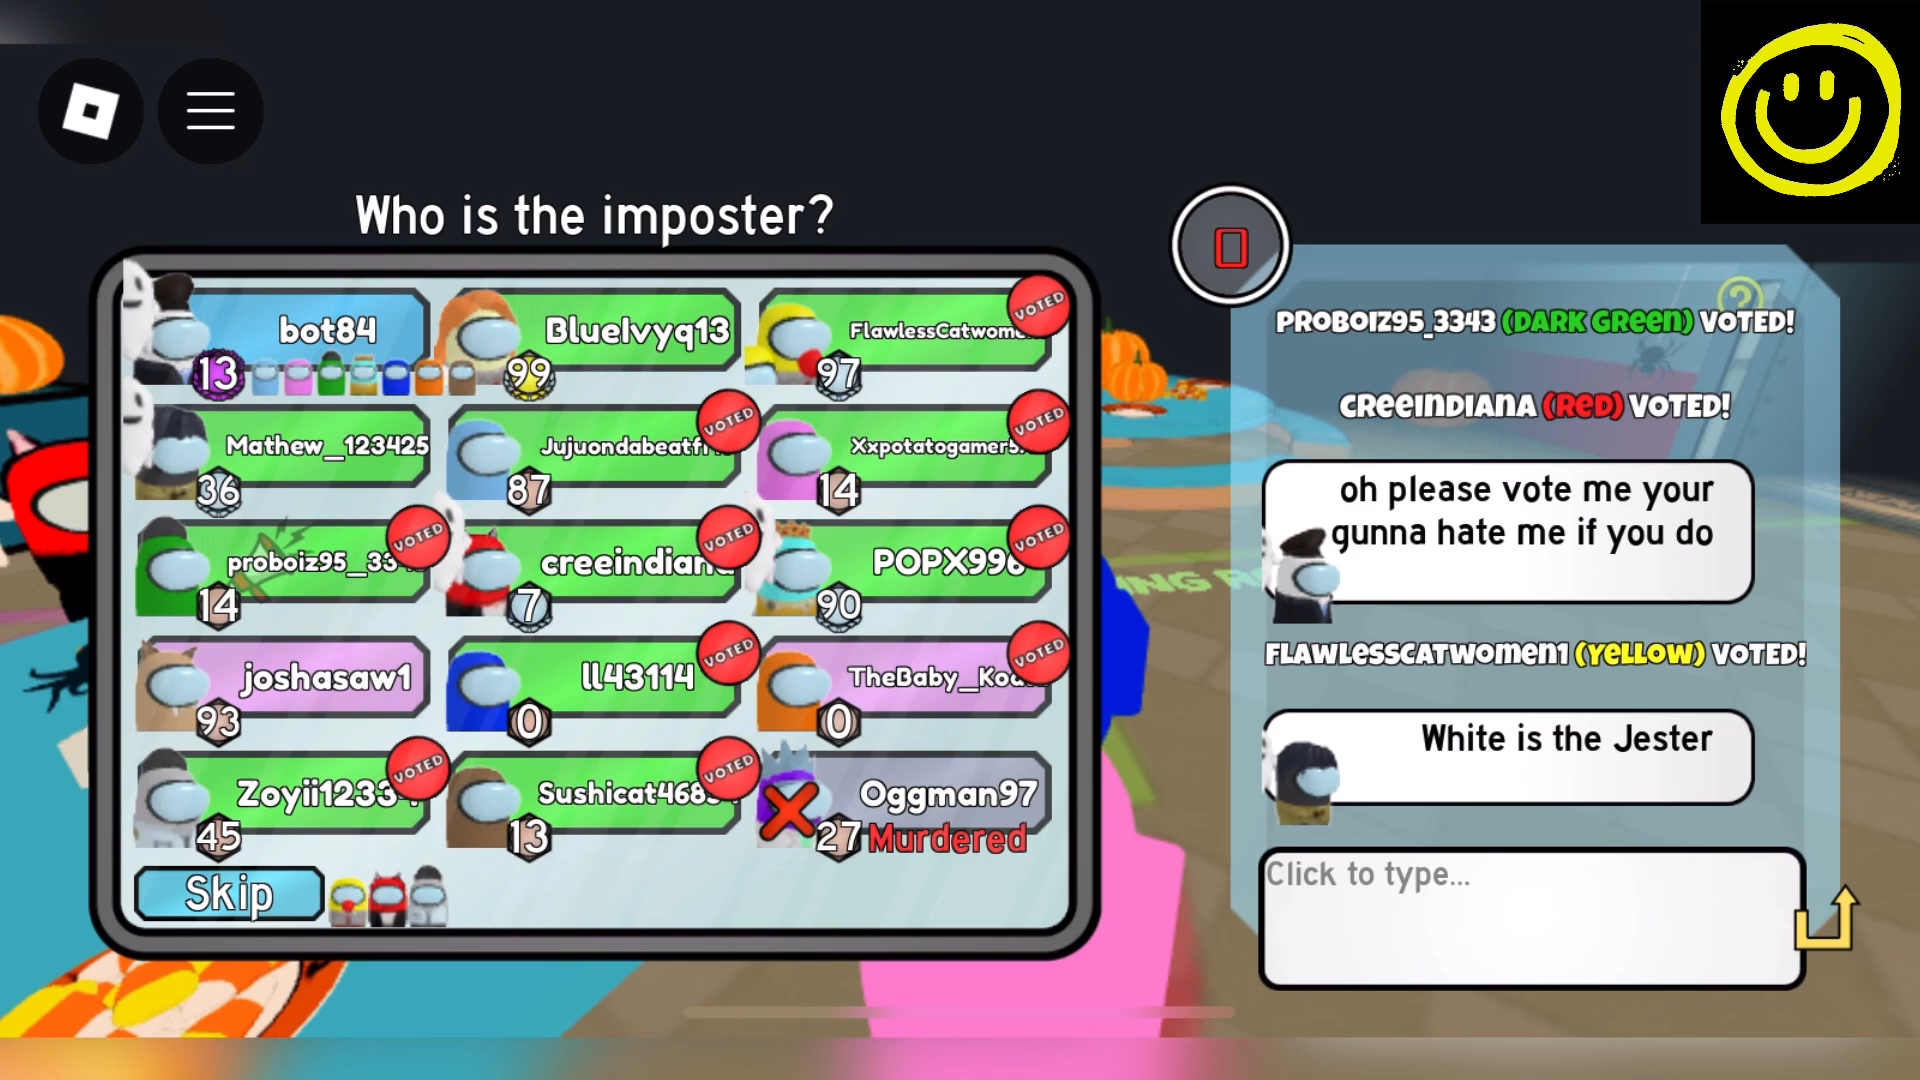 Who is the imposter?
bot84
13
BlueIvyq13
99
FlawlessCatwom
97
VOTED
Mathew_123425
36
Jujuondabeatf
87
VOTED
Xxpotatogamer5
14
VOTED
proboiz95_33
14
VOTED
creeindian
7
VOTED
POPX996
90
VOTED
joshasaw1
93
ll43114
0
VOTED
TheBaby_Ko
0
VOTED
Zoyii1233
45
VOTED
Sushicat468
13
VOTED
Oggman97
27
Murdered
Skip
PROBOIZ95_3343 (DARK GREEN) VOTED!
CREEINDIANA (RED) VOTED!
oh please vote me your
gunna hate me if you do
FLAWLESSCATWOMEN1 (YELLOW) VOTED!
White is the Jester
Click to type...